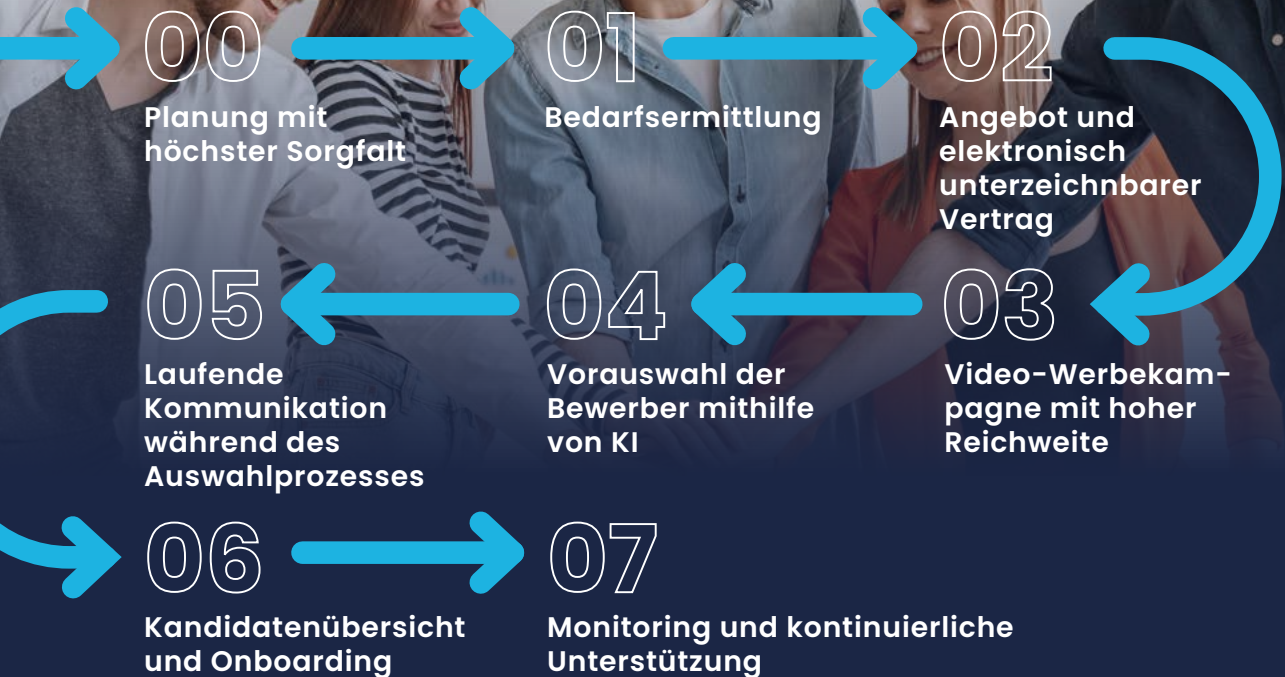 00
Planung mit
höchster Sorgfalt
01
Bedarfsermittlung
02
Angebot und
elektronisch
unterzeichnbarer
Vertrag
03
Video-Werbekam-
pagne mit hoher
Reichweite
04
Vorauswahl der
Bewerber mithilfe
von KI
05
Laufende
Kommunikation
während des
Auswahlprozesses
06
Kandidatenübersicht
und Onboarding
07
Monitoring und kontinuierliche
Unterstützung